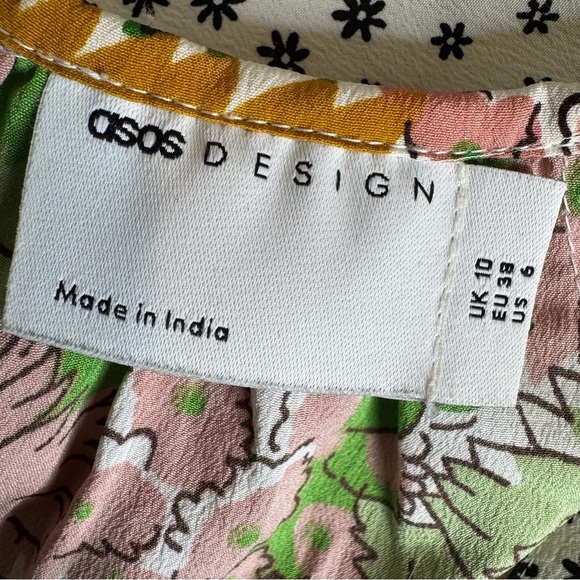 asos DESIGN
Made in India
UK 10
EU 38
US 6